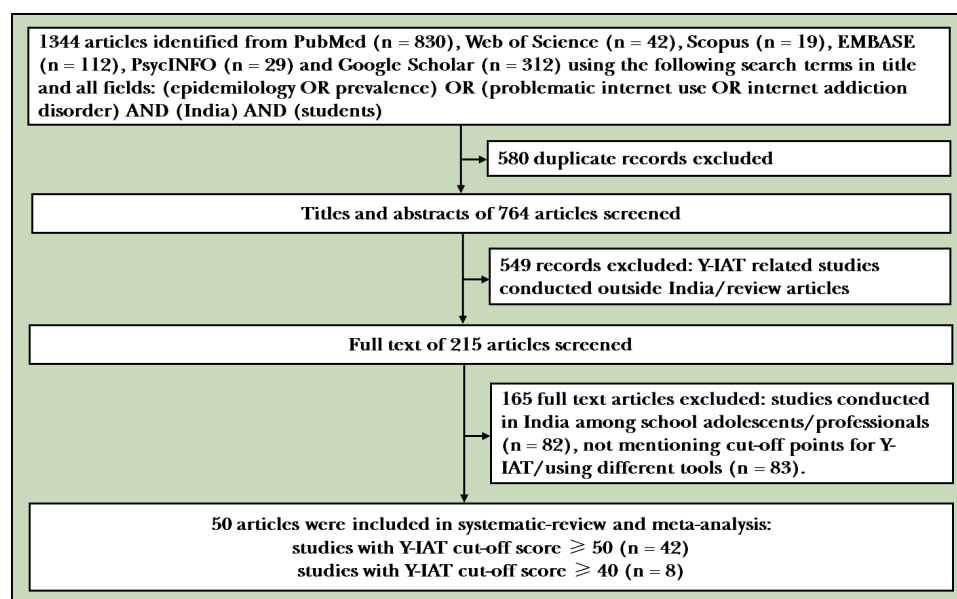 1344 articles identified from PubMed (n = 830), Web of Science (n = 42), Scopus (n = 19), EMBASE
(n = 112), PsycINFO (n = 29) and Google Scholar (n = 312) using the following search terms in title
and all fields: (epidemilology OR prevalence) OR (problematic internet use OR internet addiction
disorder) AND (India) AND (students)
580 duplicate records excluded
Titles and abstracts of 764 articles screened
549 records excluded: Y-IAT related studies
conducted outside India/review articles
Full text of 215 articles screened
165 full text articles excluded: studies conducted
in India among school adolescents/professionals
(n = 82), not mentioning cut-off points for Y-
IAT/using different tools (n = 83).
50 articles were included in systematic-review and meta-analysis:
studies with Y-IAT cut-off score ⩾ 50 (n = 42)
studies with Y-IAT cut-off score ⩾ 40 (n = 8)